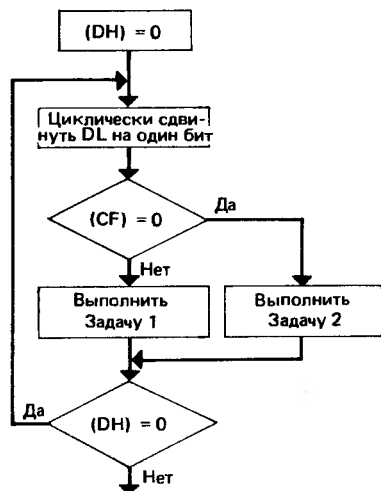 (DH) = 0
Циклически сдви-
нуть DL на один бит
(CF) = 0
Да
Нет
Выполнить
Задачу 1
Выполнить
Задачу 2
(DH) = 0
Да
Нет